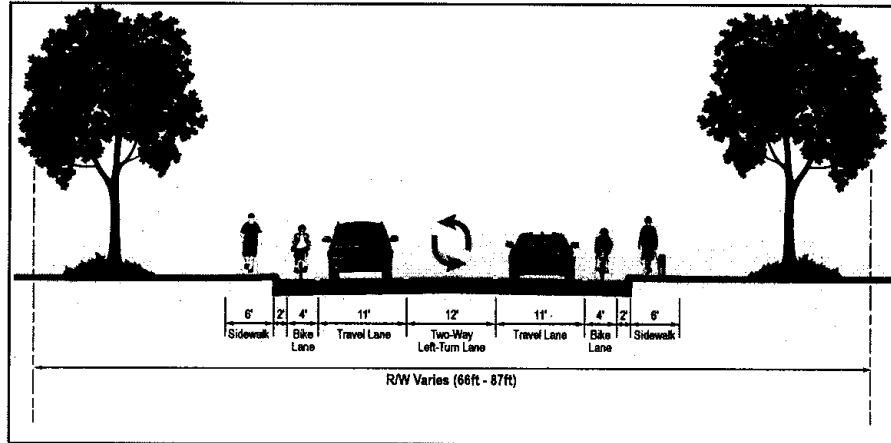 6' 2' 4' 11' 12' 11' 4' 2' 6'
Sidewalk Bike Travel Lane Two-Way Travel Lane Bike Sidewalk
Lane Left-Turn Lane Lane
R/W Varies (66ft - 87ft)